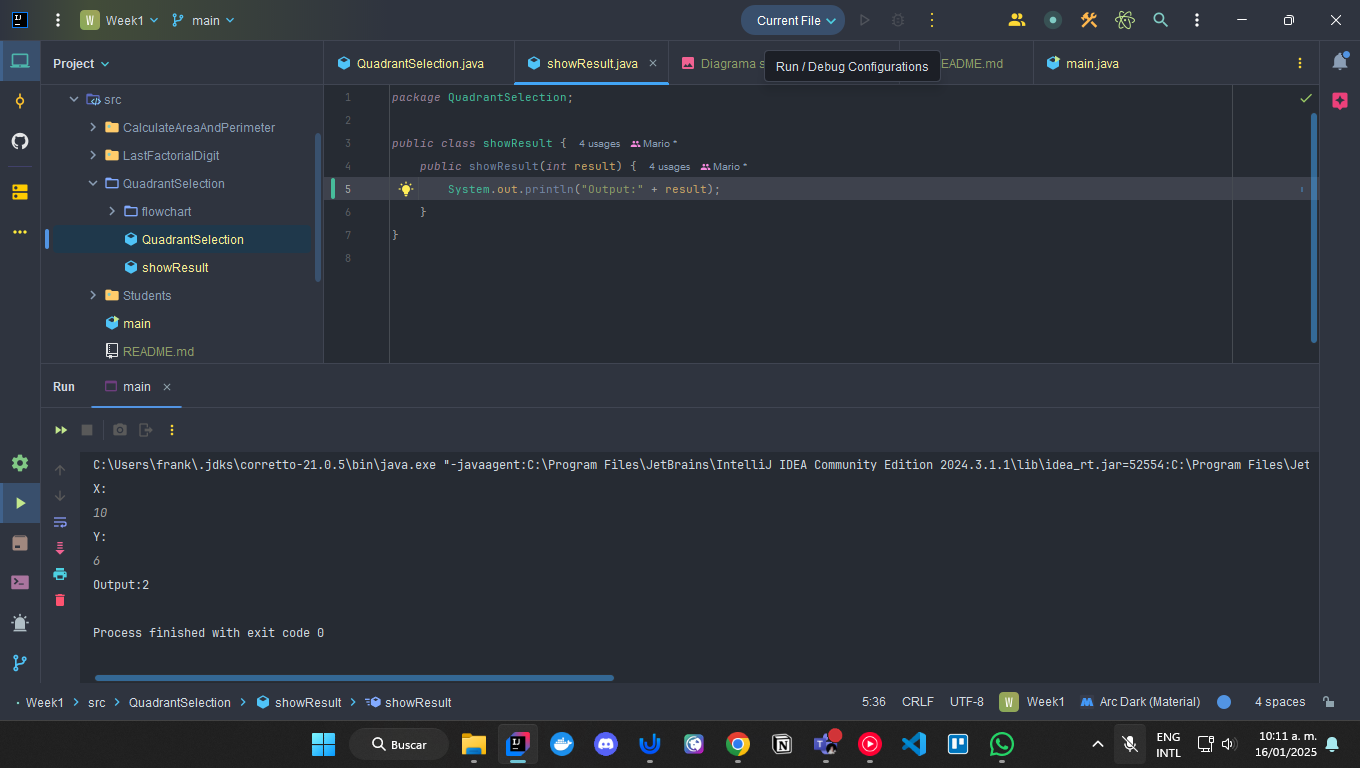 W Week1 main Current File
Project
QuadrantSelection.java showResult.java Diagrama s EADME.md main.java
Run / Debug Configurations
src
CalculateAreaAndPerimeter
LastFactorialDigit
QuadrantSelection
flowchart
QuadrantSelection
showResult
Students
main
README.md
1 package QuadrantSelection;
2
3 public class showResult { 4 usages Mario *
4 public showResult(int result) { 4 usages Mario *
5 System.out.println("Output:" + result);
6 }
7 }
8
Run main
C:\Users\frank\.jdks\corretto-21.0.5\bin\java.exe "-javaagent:C:\Program Files\JetBrains\IntelliJ IDEA Community Edition 2024.3.1.1\lib\idea_rt.jar=52554:C:\Program Files\Jet
X:
10
Y:
6
Output:2
Process finished with exit code 0
Week1 src QuadrantSelection showResult showResult 5:36 CRLF UTF-8 W Week1 Arc Dark (Material) 4 spaces
Buscar
ENG
INTL
10:11 a. m.
16/01/2025